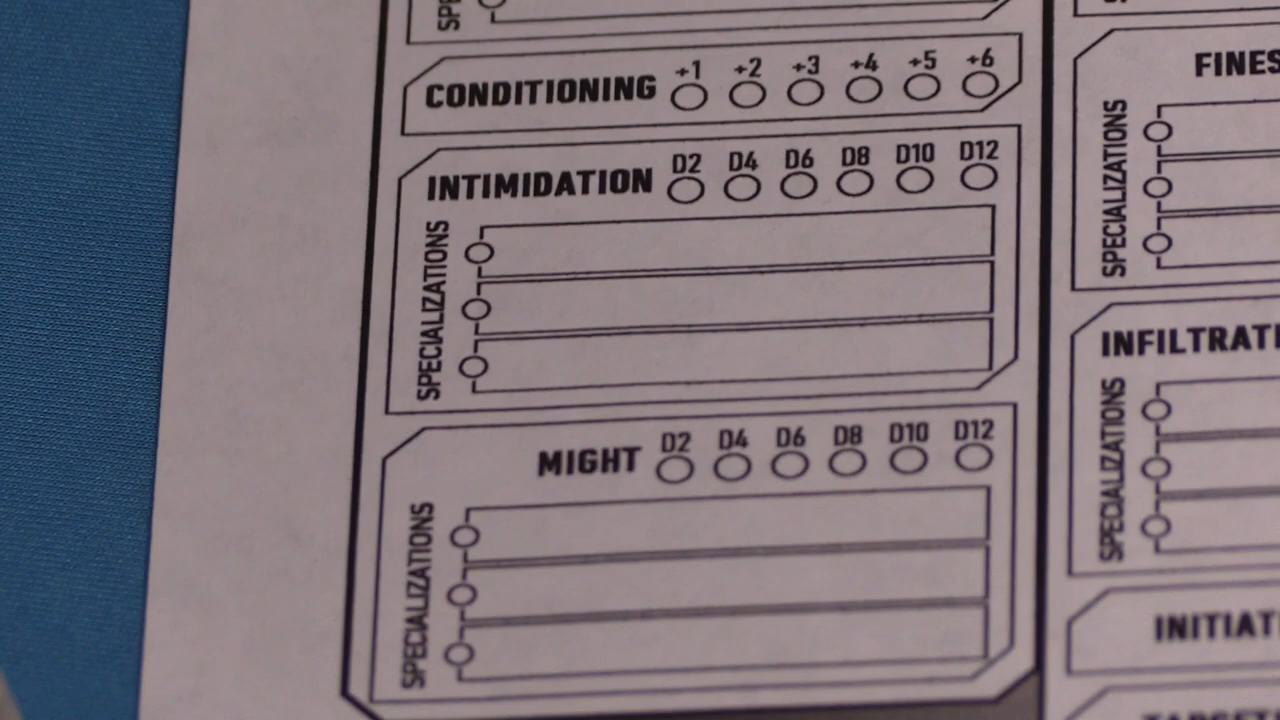 CONDITIONING +1 +2 +3 +4 +5 +6
INTIMIDATION D2 D4 D6 D8 D10 D12
SPECIALIZATIONS
MIGHT D2 D4 D6 D8 D10 D12
SPECIALIZATIONS
FINES
SPECIALIZATIONS
INFILTRATI
SPECIALIZATIONS
INITIAT